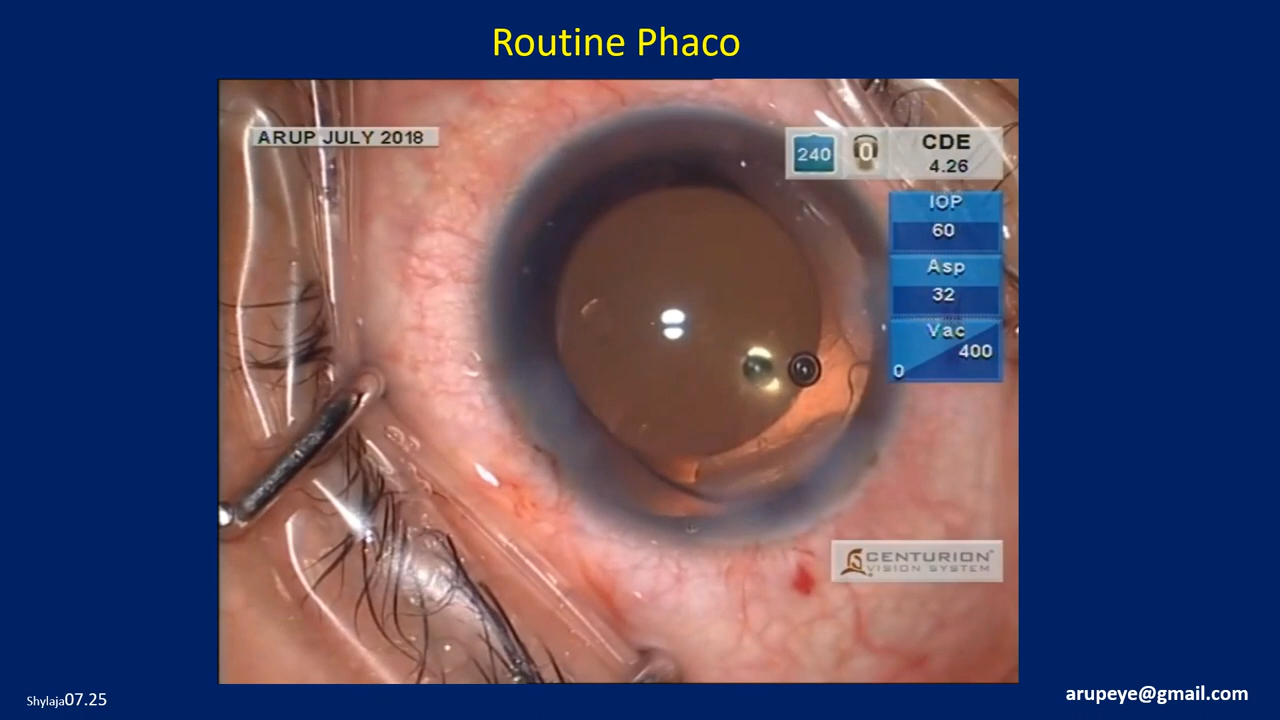 Routine Phaco
ARUP JULY 2018
240
0
CDE
4.26
IOP
60
Asp
32
Vac
400
0
CENTURION
VISION SYSTEM
Shylaja07.25
arupeye@gmail.com